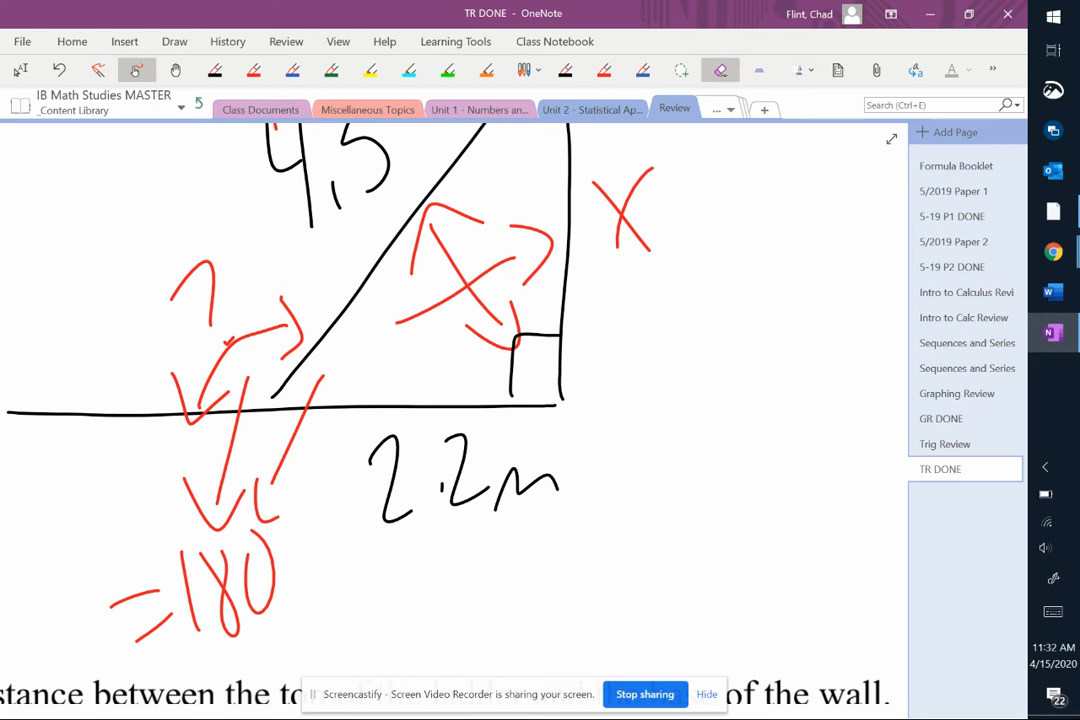 TR DONE - OneNote
Flint, Chad
File Home Insert Draw History Review View Help Learning Tools Class Notebook
IB Math Studies MASTER
_Content Library
Class Documents Miscellaneous Topics Unit 1 - Numbers an... Unit 2 - Statistical Ap... Review ...
Search (Ctrl+E)
Add Page
Formula Booklet
5/2019 Paper 1
5-19 P1 DONE
5/2019 Paper 2
5-19 P2 DONE
Intro to Calculus Revi
Intro to Calc Review
Sequences and Series
Sequences and Series
Graphing Review
GR DONE
Trig Review
TR DONE
4.5
X
?
2.2m
=180
stance between the to
of the wall.
Screencastify - Screen Video Recorder is sharing your screen.
Stop sharing
Hide
11:32 AM
4/15/2020
22